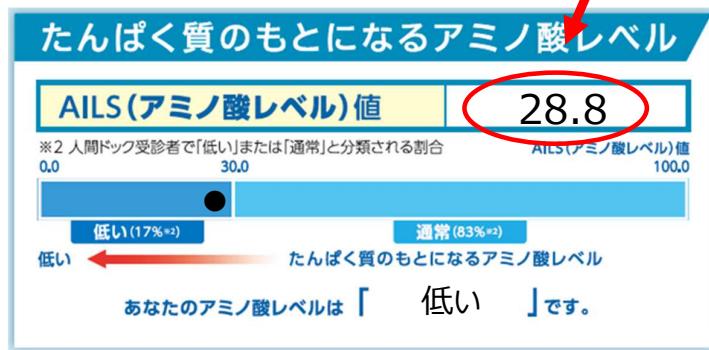 たんぱく質のもとになるアミノ酸レベル
AILS(アミノ酸レベル)値 28.8
※2 人間ドック受診者で「低い」または「通常」と分類される割合 AILS(アミノ酸レベル)値
0.0 30.0 100.0
低い(17%※2) 通常(83%※2)
低い たんぱく質のもとになるアミノ酸レベル
あなたのアミノ酸レベルは「 低い 」です。